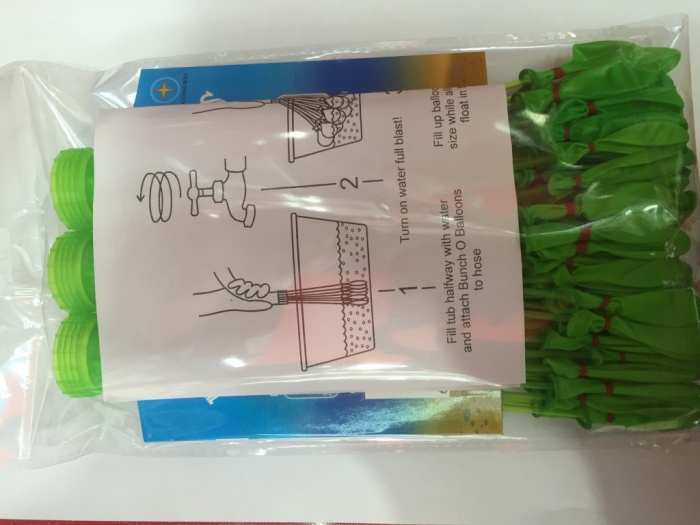 1
Fill tub halfway with water
and attach Bunch O Balloons
to hose
2
Turn on water full blast!
Fill up
size while
float in